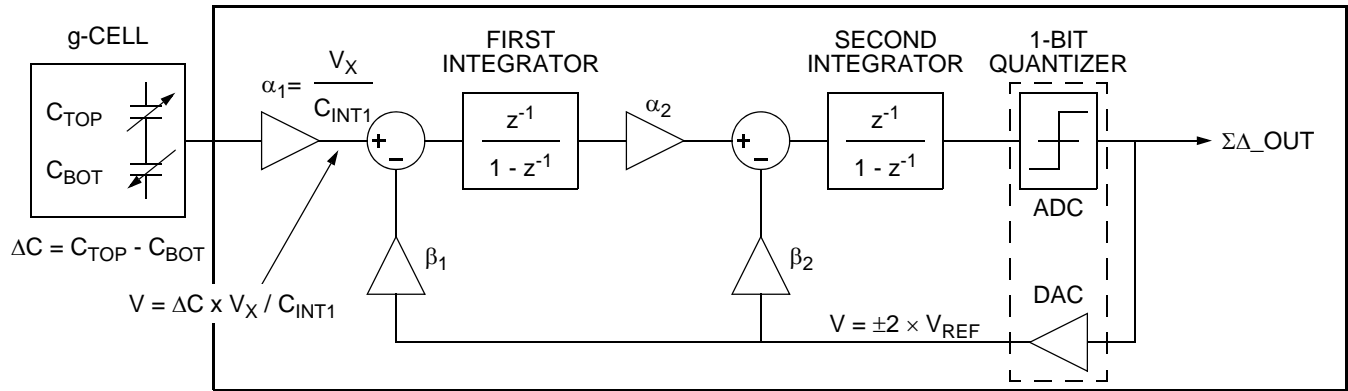 g-CELL
C_TOP
C_BOT
ΔC = C_TOP - C_BOT
α₁= V_X / C_INT1
V = ΔC x V_X / C_INT1
+
-
β₁
FIRST
INTEGRATOR
z⁻¹
1 - z⁻¹
α₂
+
-
β₂
SECOND
INTEGRATOR
z⁻¹
1 - z⁻¹
1-BIT
QUANTIZER
ADC
DAC
V = ±2 × V_REF
ΣΔ_OUT